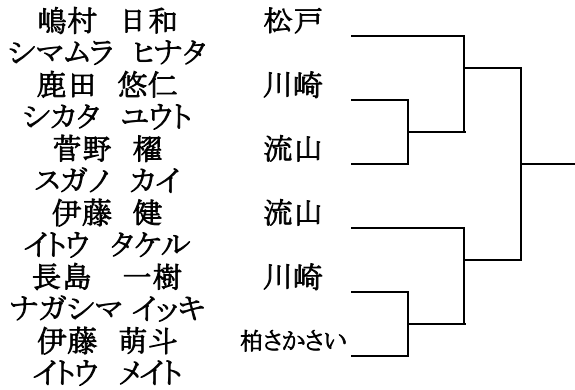 嶋村　日和　松戸
シマムラ　ヒナタ
鹿田　悠仁　川崎
シカタ　ユウト
菅野　櫂　流山
スガノ　カイ
伊藤　健　流山
イトウ　タケル
長島　一樹　川崎
ナガシマ イッキ
伊藤　萌斗　柏さかさい
イトウ　メイト